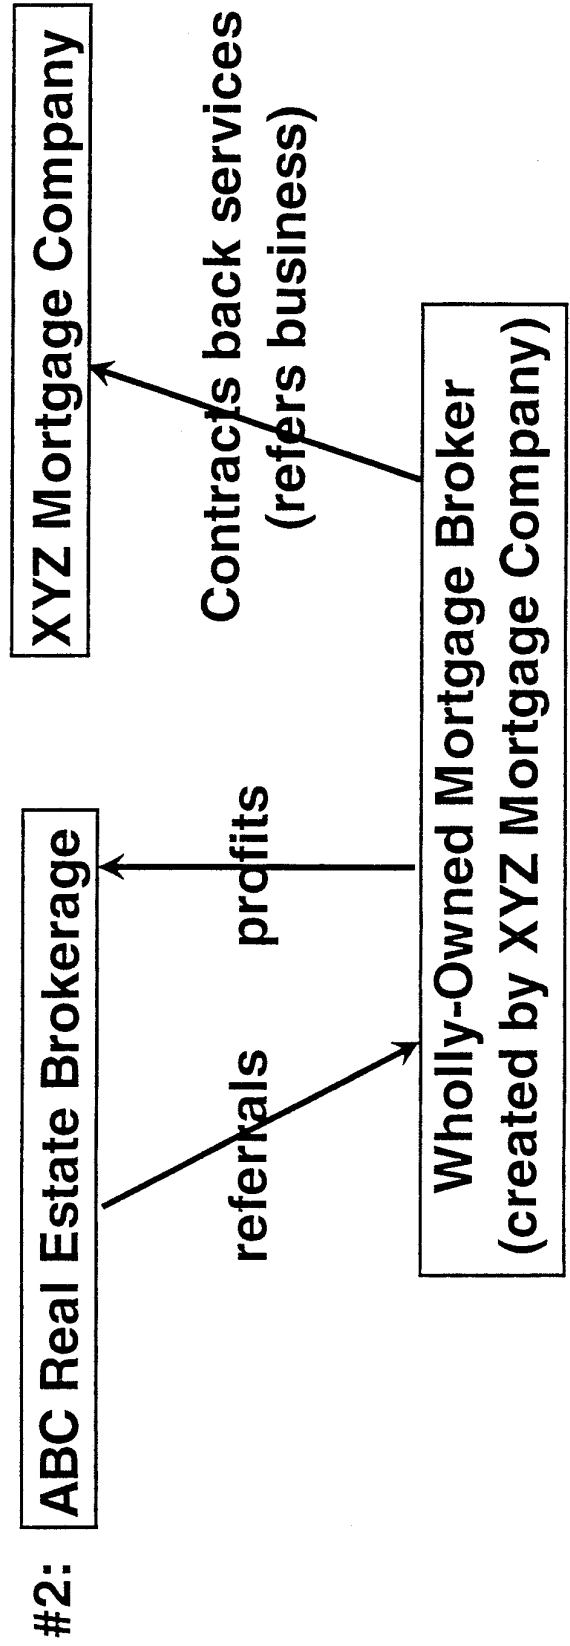 #2:
ABC Real Estate Brokerage
XYZ Mortgage Company
referrals
profits
Contracts back services
(refers business)
Wholly-Owned Mortgage Broker
(created by XYZ Mortgage Company)